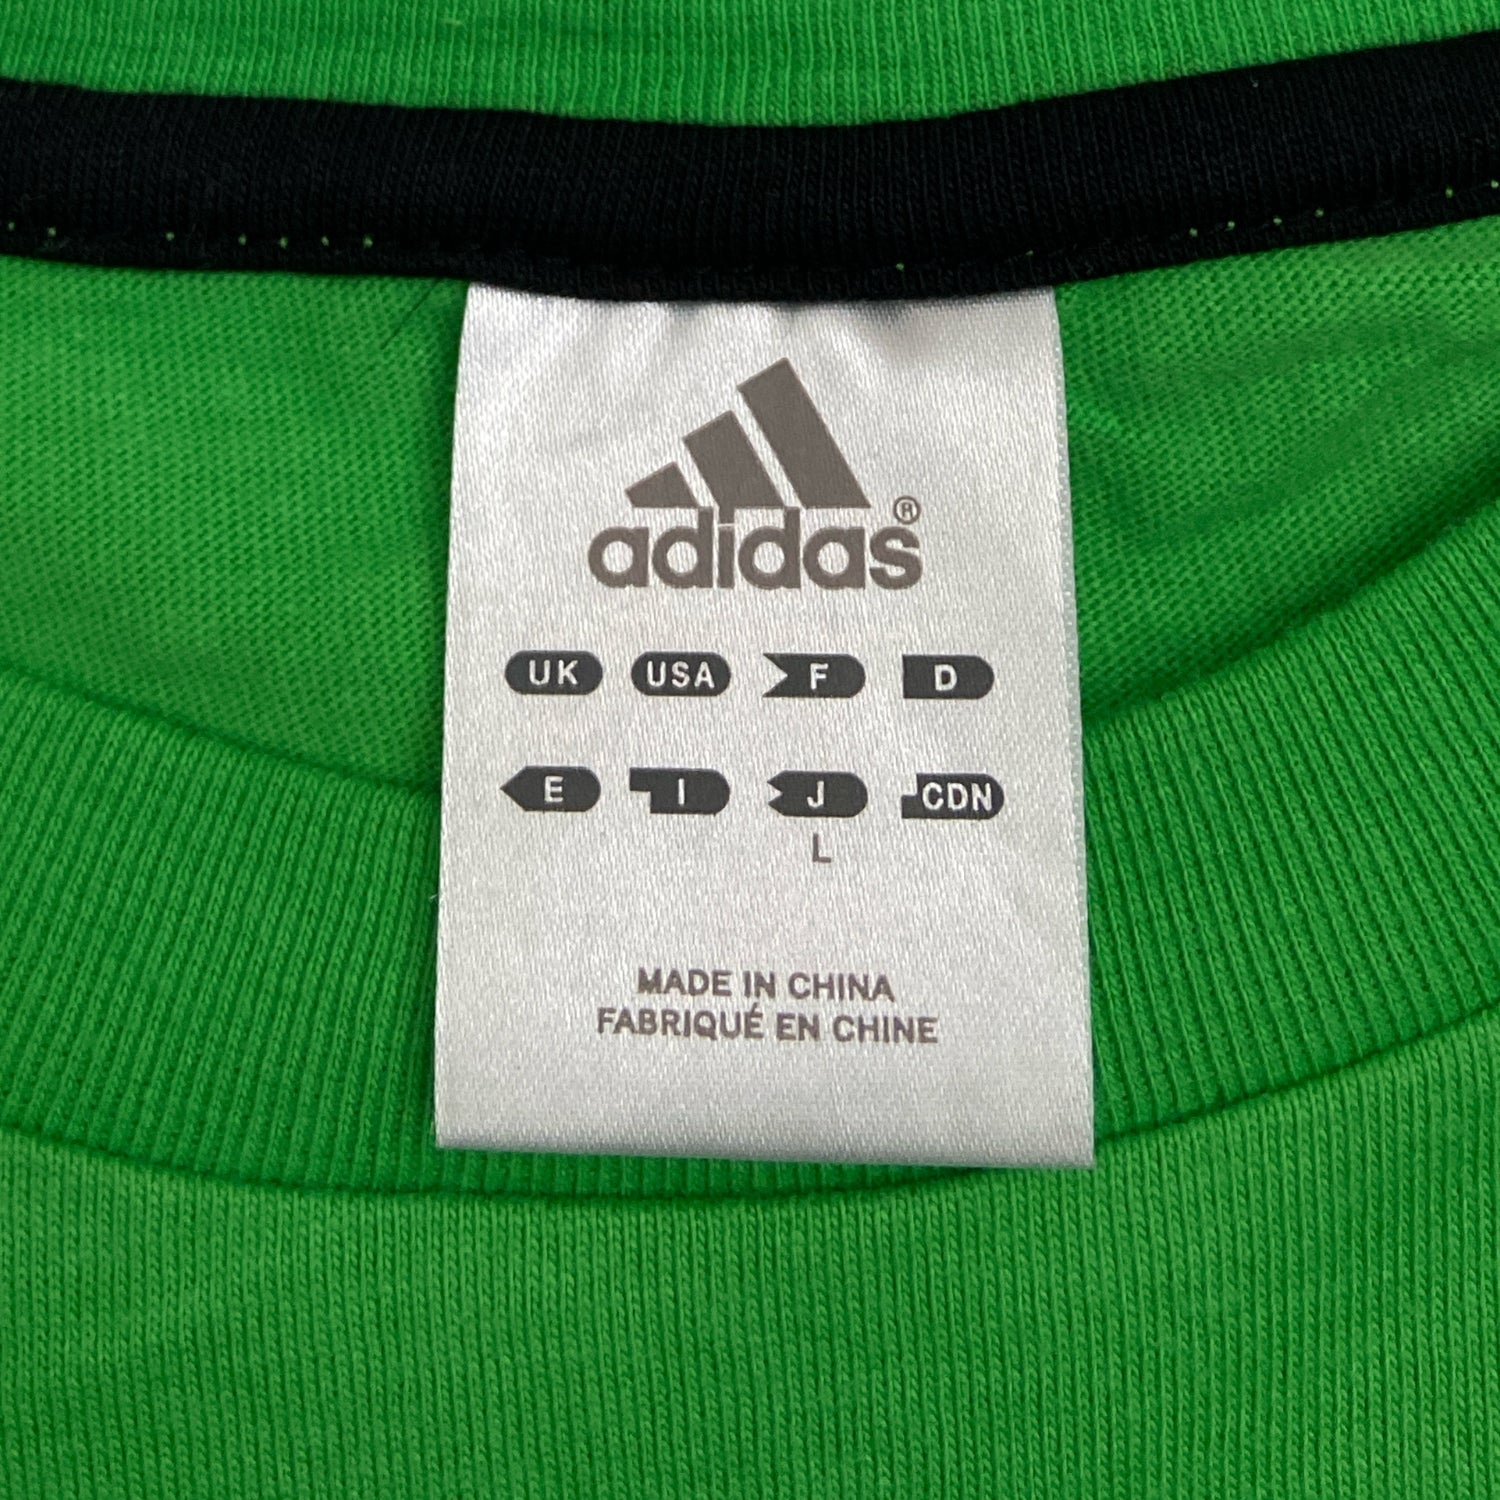 adidas®
UK USA F D
E I J CDN
L
MADE IN CHINA
FABRIQUÉ EN CHINE